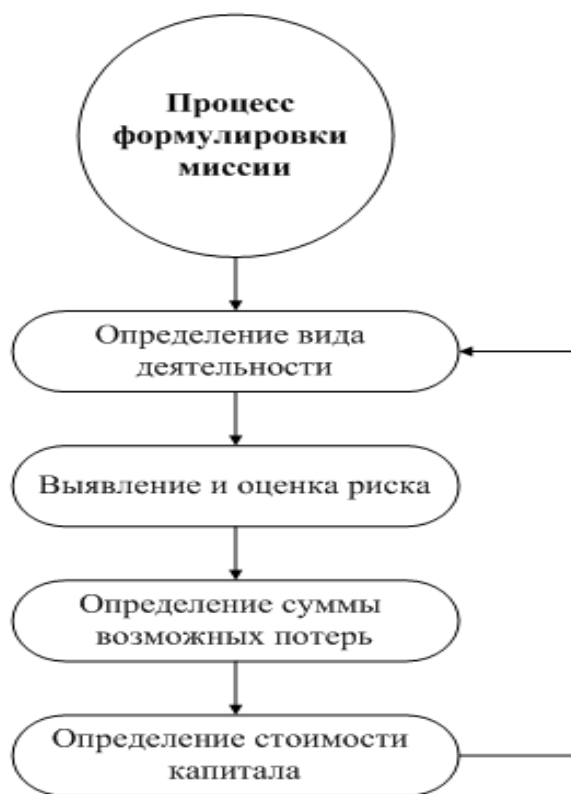 Процесс
формулировки
миссии
Определение вида
деятельности
Выявление и оценка риска
Определение суммы
возможных потерь
Определение стоимости
капитала